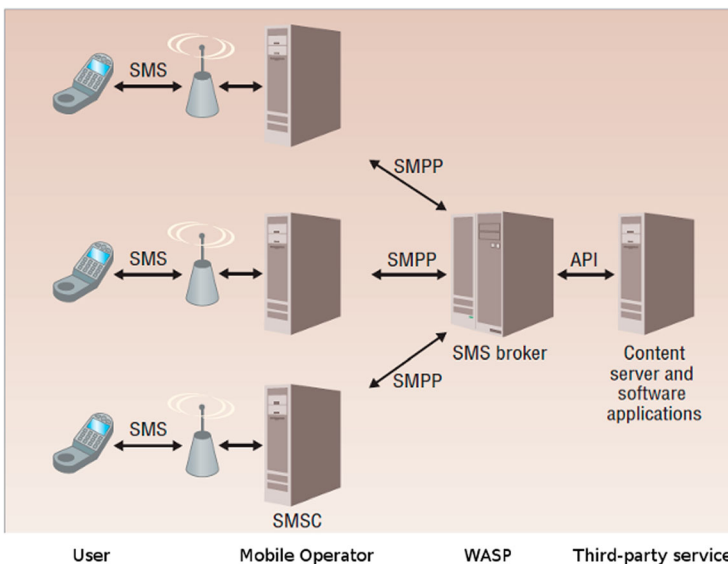 SMS
SMPP
SMS
SMPP
API
SMS broker
Content
server and
software
applications
SMPP
SMS
SMSC
User Mobile Operator WASP Third-party service